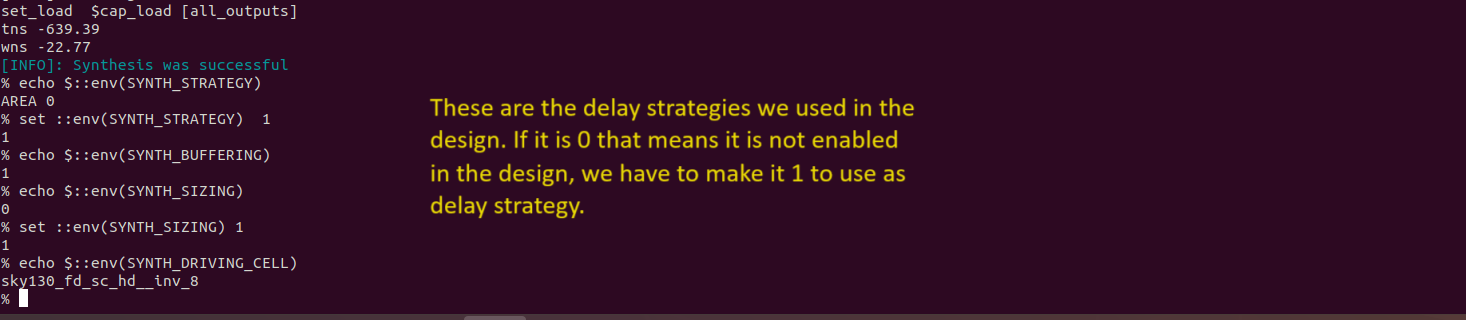 set_load  $cap_load [all_outputs]
tns -639.39
wns -22.77
[INFO]: Synthesis was successful
% echo $::env(SYNTH_STRATEGY)
AREA 0
% set ::env(SYNTH_STRATEGY)  1
1
% echo $::env(SYNTH_BUFFERING)
1
% echo $::env(SYNTH_SIZING)
0
% set ::env(SYNTH_SIZING) 1
1
% echo $::env(SYNTH_DRIVING_CELL)
sky130_fd_sc_hd__inv_8
%
These are the delay strategies we used in the
design. If it is 0 that means it is not enabled
in the design, we have to make it 1 to use as
delay strategy.